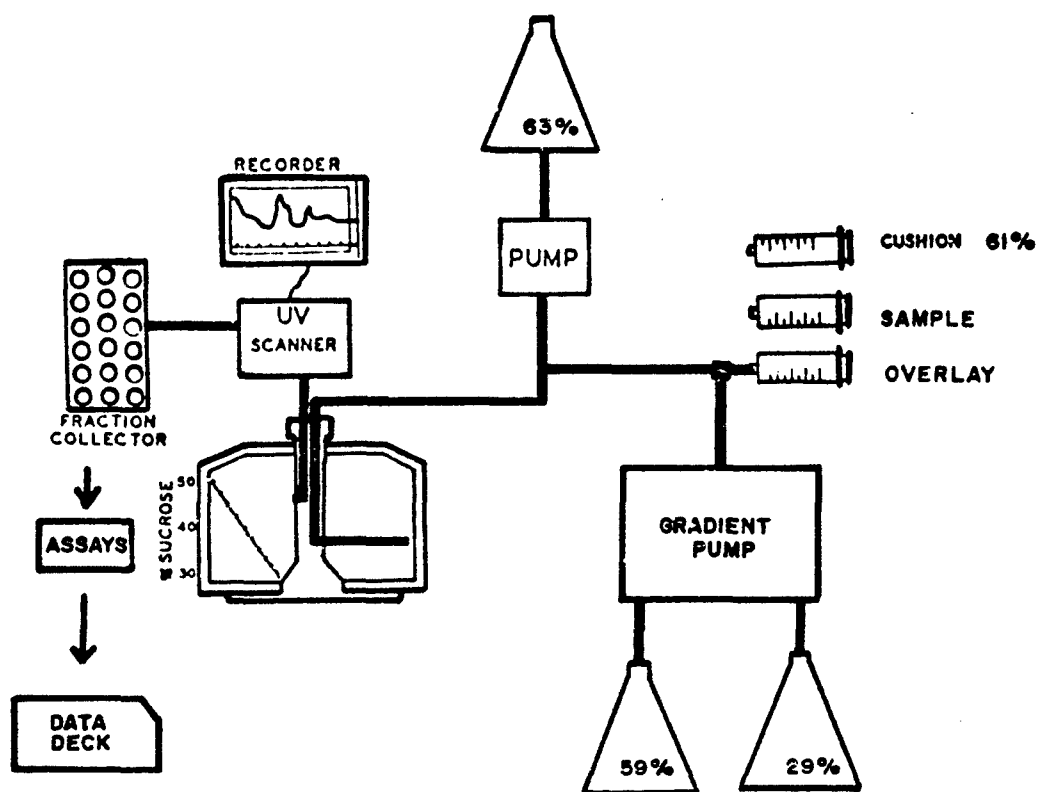 63%
RECORDER
PUMP
CUSHION 61%
UV
SCANNER
SAMPLE
OVERLAY
FRACTION
COLLECTOR
% SUCROSE
50
40
30
ASSAYS
GRADIENT
PUMP
DATA
DECK
59%
29%